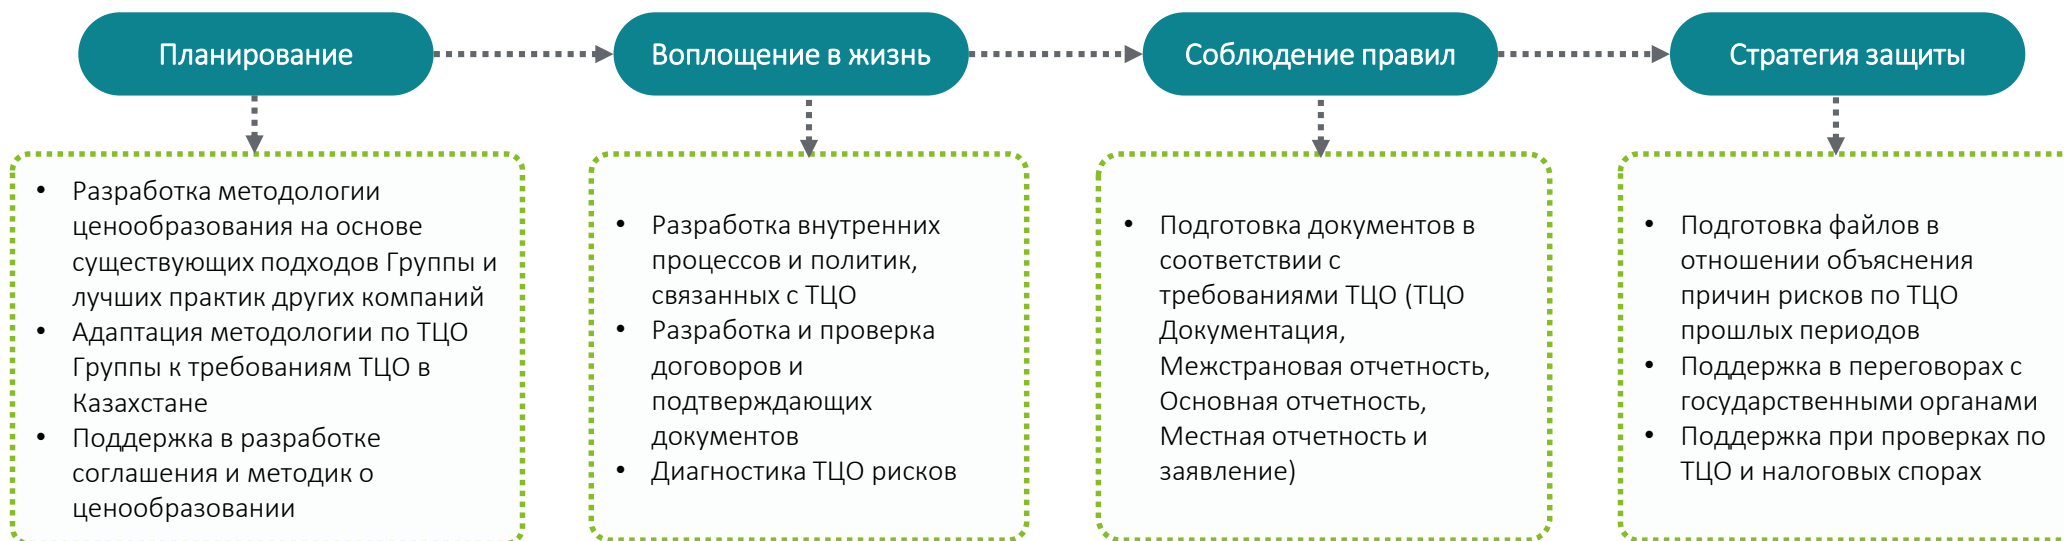 Планирование
Воплощение в жизнь
Соблюдение правил
Стратегия защиты
• Разработка методологии
ценообразования на основе
существующих подходов Группы и
лучших практик других компаний
• Адаптация методологии по ТЦО
Группы к требованиям ТЦО в
Казахстане
• Поддержка в разработке
соглашения и методик о
ценообразовании
• Разработка внутренних
процессов и политик,
связанных с ТЦО
• Разработка и проверка
договоров и
подтверждающих
документов
• Диагностика ТЦО рисков
• Подготовка документов в
соответствии с
требованиями ТЦО (ТЦО
Документация,
Межстрановая отчетность,
Основная отчетность,
Местная отчетность и
заявление)
• Подготовка файлов в
отношении объяснения
причин рисков по ТЦО
прошлых периодов
• Поддержка в переговорах с
государственными органами
• Поддержка при проверках по
ТЦО и налоговых спорах